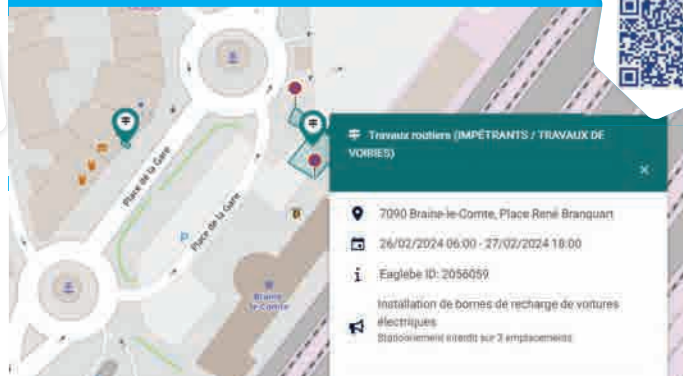 Place de la Gare
Place de la Gare
P
Braine
le-Comte
Travaux routiers (IMPÉTRANTS / TRAVAUX DE
VOIRIES)
×
7090 Braine-le-Comte, Place René Branquart
26/02/2024 06:00 - 27/02/2024 18:00
i Eaglebe ID: 2056059
Installation de bornes de recharge de voitures
électriques
Stationnement interdit sur 3 emplacements